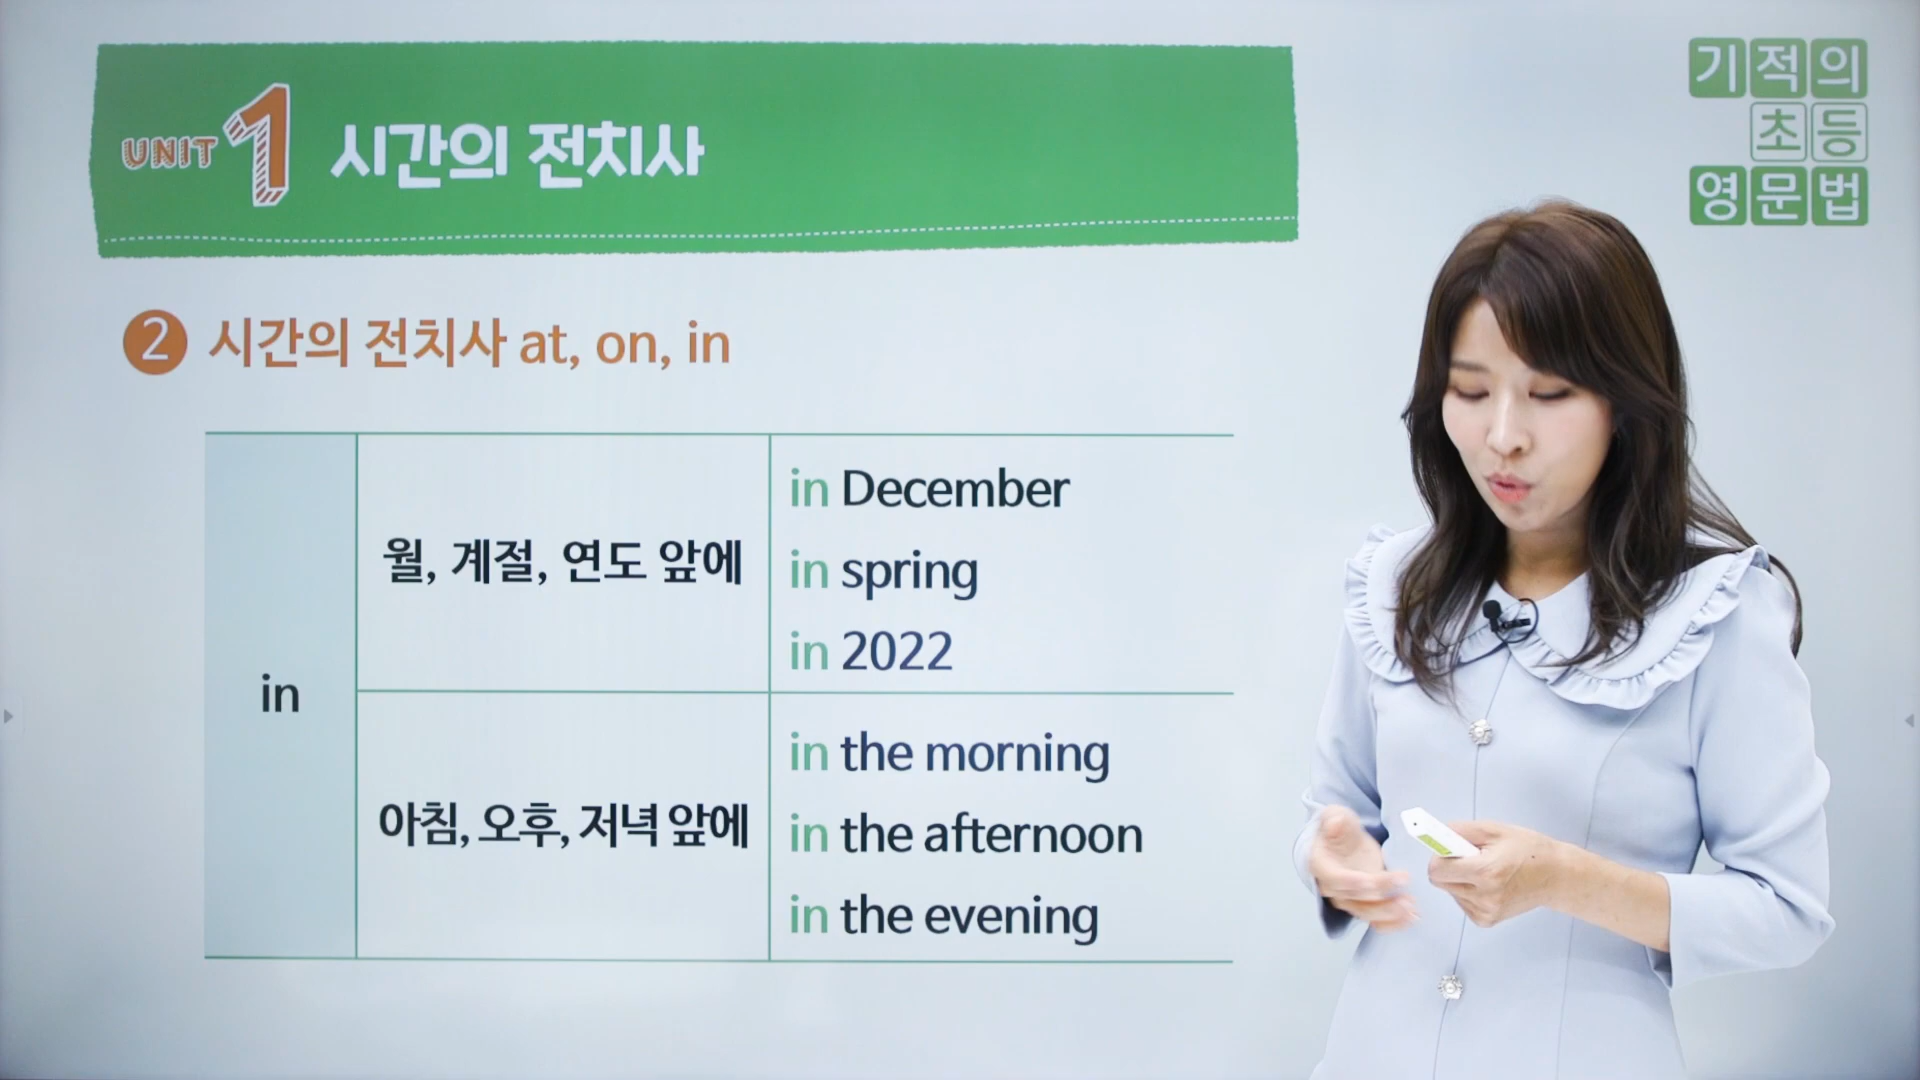 UNIT 1 시간의 전치사
기적의
초등
영문법
2 시간의 전치사 at, on, in
in
월, 계절, 연도 앞에
in December
in spring
in 2022
아침, 오후, 저녁 앞에
in the morning
in the afternoon
in the evening